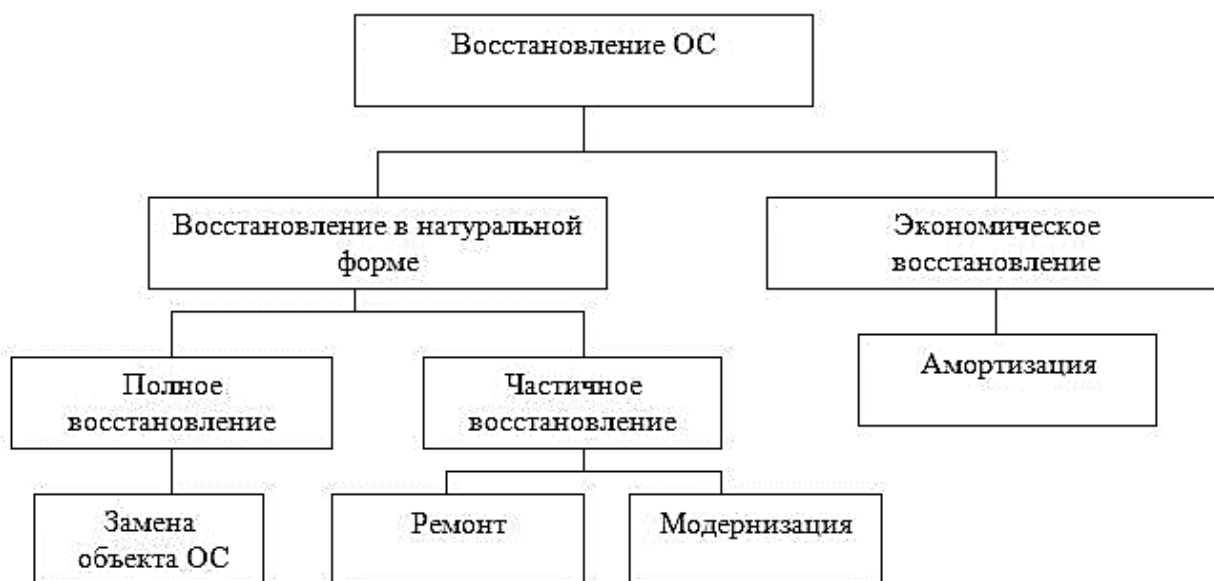 Восстановление ОС
Восстановление в натуральной
форме
Экономическое
восстановление
Полное
восстановление
Частичное
восстановление
Амортизация
Замена
объекта ОС
Ремонт
Модернизация